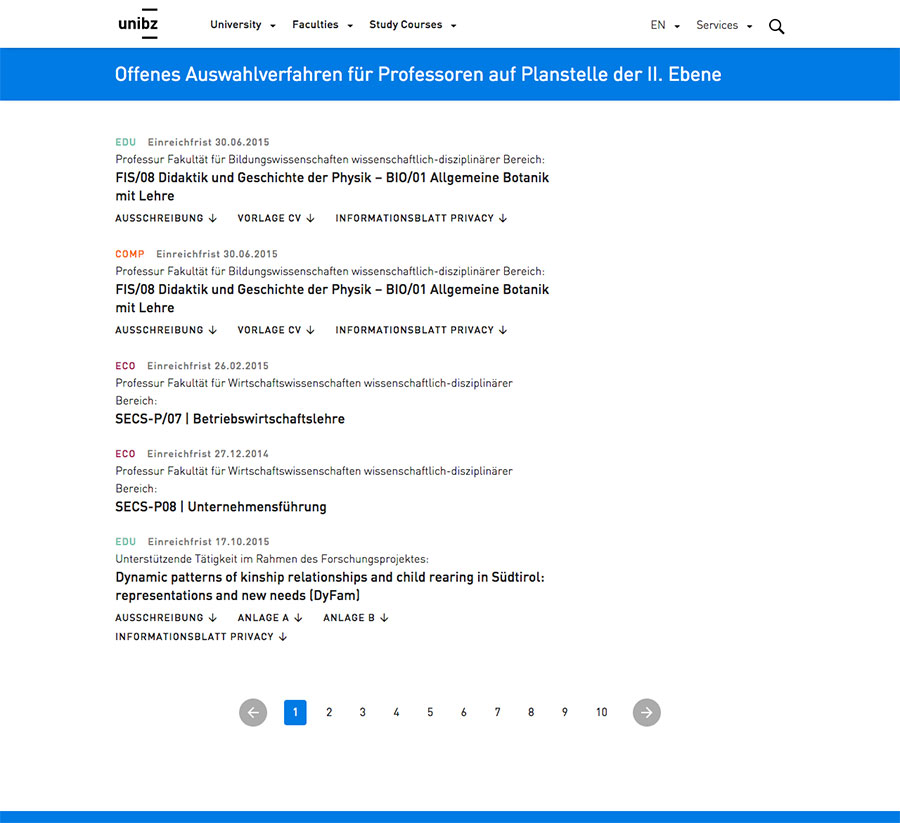 unibz University Faculties Study Courses EN Services
Offenes Auswahlverfahren für Professoren auf Planstelle der II. Ebene
EDU Einreichfrist 30.06.2015
Professur Fakultät für Bildungswissenschaften wissenschaftlich-disziplinärer Bereich:
FIS/08 Didaktik und Geschichte der Physik – BIO/01 Allgemeine Botanik
mit Lehre
AUSSCHREIBUNG ↓ VORLAGE CV ↓ INFORMATIONSBLATT PRIVACY ↓
COMP Einreichfrist 30.06.2015
Professur Fakultät für Bildungswissenschaften wissenschaftlich-disziplinärer Bereich:
FIS/08 Didaktik und Geschichte der Physik – BIO/01 Allgemeine Botanik
mit Lehre
AUSSCHREIBUNG ↓ VORLAGE CV ↓ INFORMATIONSBLATT PRIVACY ↓
ECO Einreichfrist 26.02.2015
Professur Fakultät für Wirtschaftswissenschaften wissenschaftlich-disziplinärer
Bereich:
SECS-P/07 | Betriebswirtschaftslehre
ECO Einreichfrist 27.12.2014
Professur Fakultät für Wirtschaftswissenschaften wissenschaftlich-disziplinärer
Bereich:
SECS-P08 | Unternehmensführung
EDU Einreichfrist 17.10.2015
Unterstützende Tätigkeit im Rahmen des Forschungsprojektes:
Dynamic patterns of kinship relationships and child rearing in Südtirol:
representations and new needs (DyFam)
AUSSCHREIBUNG ↓ ANLAGE A ↓ ANLAGE B ↓
INFORMATIONSBLATT PRIVACY ↓
← 1 2 3 4 5 6 7 8 9 10 →